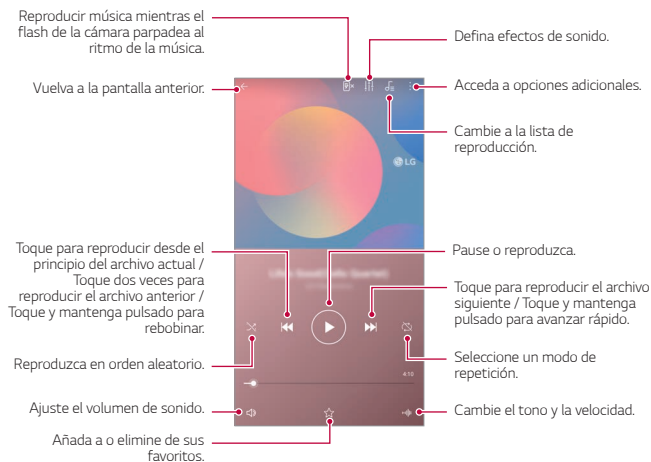 Reproducir música mientras el
flash de la cámara parpadea al
ritmo de la música.
Defina efectos de sonido.
Vuelva a la pantalla anterior.
Acceda a opciones adicionales.
Cambie a la lista de
reproducción.
LG
Toque para reproducir desde el
principio del archivo actual /
Toque dos veces para
reproducir el archivo anterior /
Toque y mantenga pulsado para
rebobinar.
Pause o reproduzca.
Toque para reproducir el archivo
siguiente / Toque y mantenga
pulsado para avanzar rápido.
Reproduzca en orden aleatorio.
Seleccione un modo de
repetición.
4:10
Ajuste el volumen de sonido.
Cambie el tono y la velocidad.
Añada a o elimine de sus
favoritos.